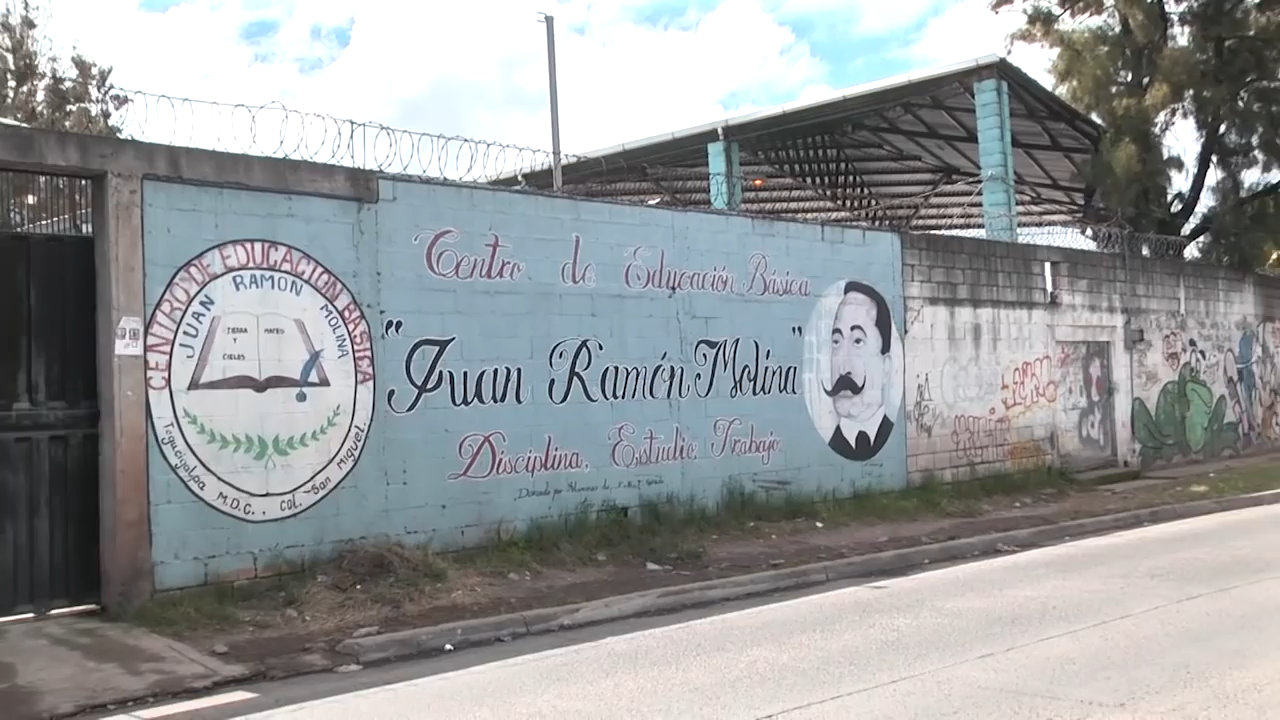 CENTRO DE EDUCACION BASICA
JUAN RAMON MOLINA
TIERRA
Y
CIELOS
MATES
Tegucigalpa M.D.C., COL. San Miguel.
Centro de Educación Básica
"Juan Ramón Molina"
Disciplina, Estudio, Trabajo